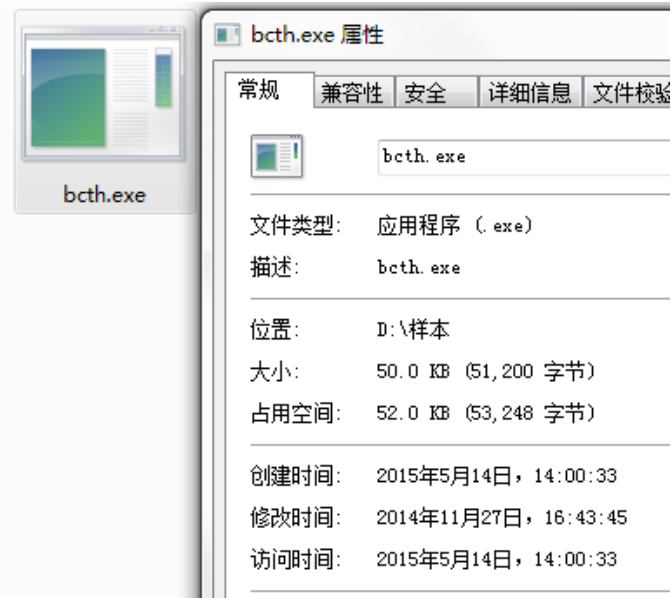 bcth.exe
bcth.exe 属性
常规 兼容性 安全 详细信息 文件校验
bcth.exe
文件类型: 应用程序 (.exe)
描述: bcth.exe
位置: D:\样本
大小: 50.0 KB (51,200 字节)
占用空间: 52.0 KB (53,248 字节)
创建时间: 2015年5月14日，14:00:33
修改时间: 2014年11月27日，16:43:45
访问时间: 2015年5月14日，14:00:33